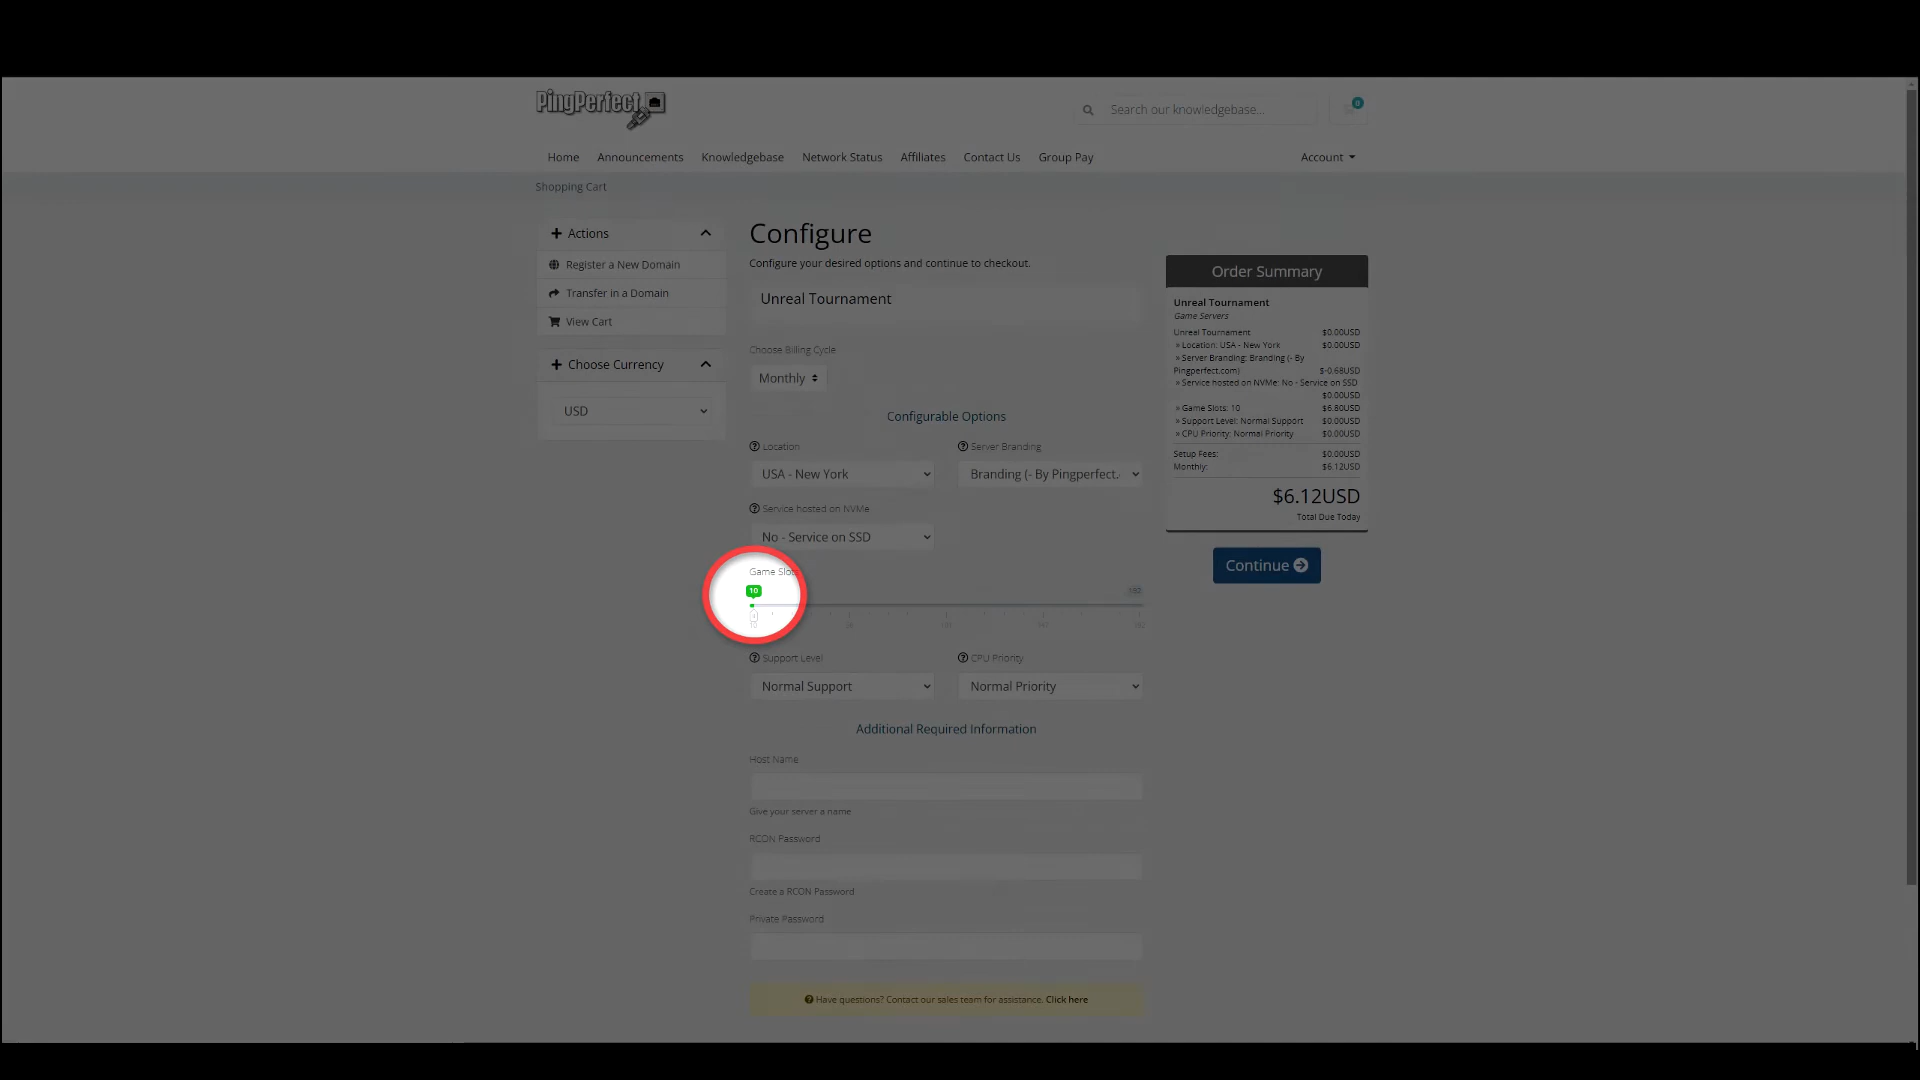 PingPerfect
Search our knowledgebase...
0
Home
Announcements
Knowledgebase
Network Status
Affiliates
Contact Us
Group Pay
Account
Shopping Cart
Actions
Register a New Domain
Transfer in a Domain
View Cart
Choose Currency
USD
Configure
Configure your desired options and continue to checkout.
Unreal Tournament
Choose Billing Cycle
Monthly
Configurable Options
Location
Server Branding
USA - New York
Branding (- By Pingperfect.
Service hosted on NVMe
No - Service on SSD
Game Slots
10
10
Support Level
CPU Priority
Normal Support
Normal Priority
Additional Required Information
Host Name
Give your server a name
RCON Password
Create a RCON Password
Private Password
Have questions? Contact our sales team for assistance. Click here
Order Summary
Unreal Tournament
Game Servers
Unreal Tournament $0.00USD
» Location: USA - New York $0.00USD
» Server Branding: Branding (- By
Pingperfect.com) $-0.68USD
» Service hosted on NVMe: No - Service on SSD
$0.00USD
» Game Slots: 10 $6.80USD
» Support Level: Normal Support $0.00USD
» CPU Priority: Normal Priority $0.00USD
Setup Fees: $0.00USD
Monthly: $6.12USD
$6.12USD
Total Due Today
Continue